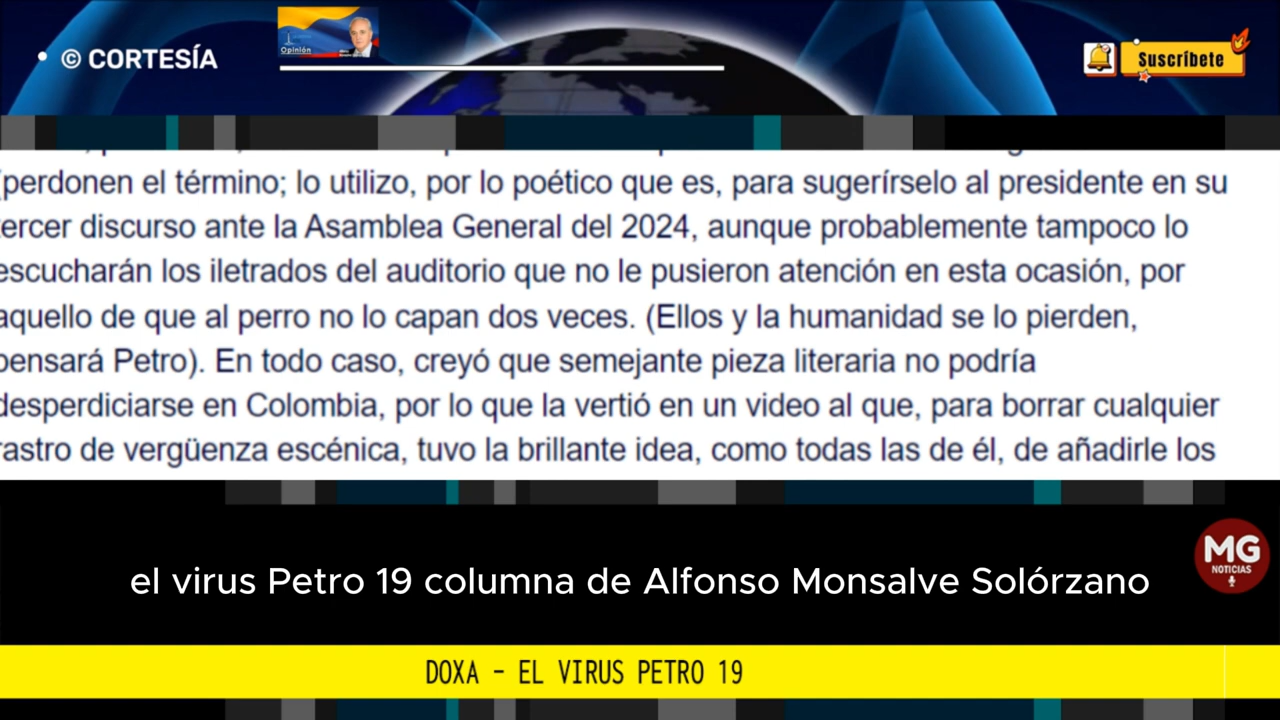 © CORTESÍA
Opinión
Suscríbete
(perdonen el término; lo utilizo, por lo poético que es, para sugerírselo al presidente en su
tercer discurso ante la Asamblea General del 2024, aunque probablemente tampoco lo
escucharán los iletrados del auditorio que no le pusieron atención en esta ocasión, por
aquello de que al perro no lo capan dos veces. (Ellos y la humanidad se lo pierden,
pensará Petro). En todo caso, creyó que semejante pieza literaria no podría
desperdiciarse en Colombia, por lo que la vertió en un video al que, para borrar cualquier
rastro de vergüenza escénica, tuvo la brillante idea, como todas las de él, de añadirle los
MG
NOTICIAS
el virus Petro 19 columna de Alfonso Monsalve Solórzano
DOXA - EL VIRUS PETRO 19